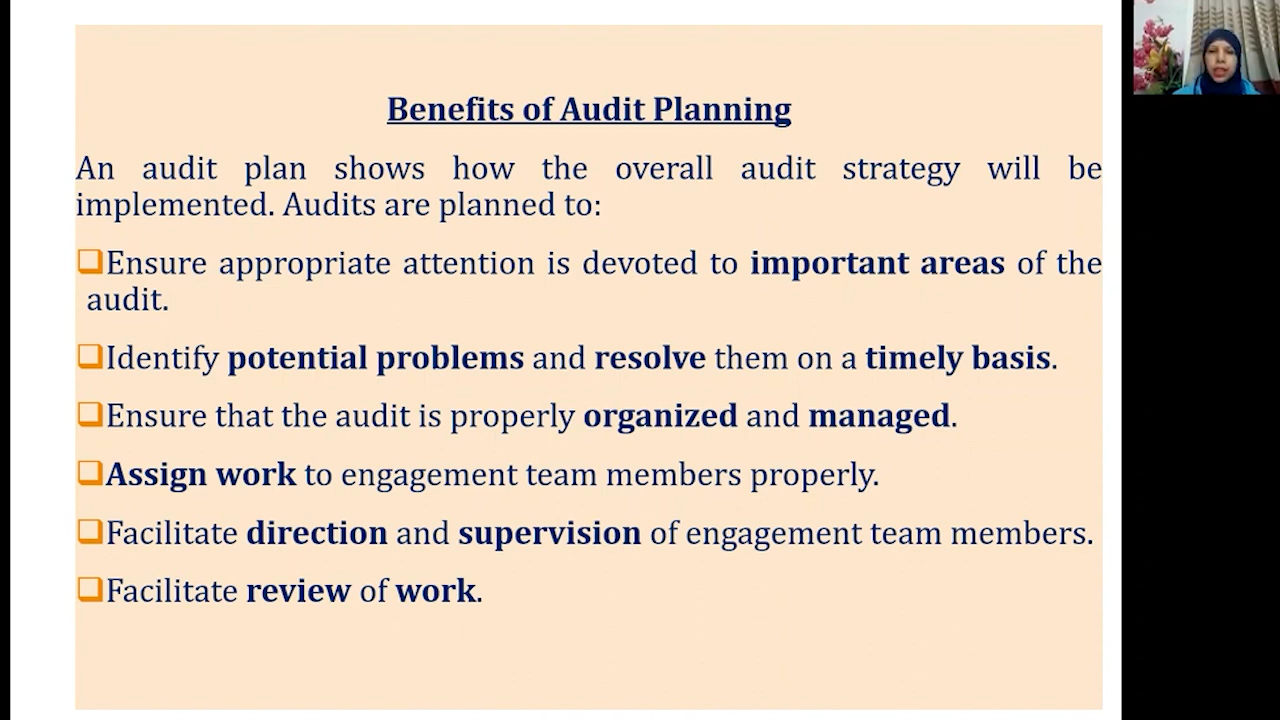 Benefits of Audit Planning
An audit plan shows how the overall audit strategy will be
implemented. Audits are planned to:
❑Ensure appropriate attention is devoted to important areas of the
audit.
❑Identify potential problems and resolve them on a timely basis.
❑Ensure that the audit is properly organized and managed.
❑Assign work to engagement team members properly.
❑Facilitate direction and supervision of engagement team members.
❑Facilitate review of work.